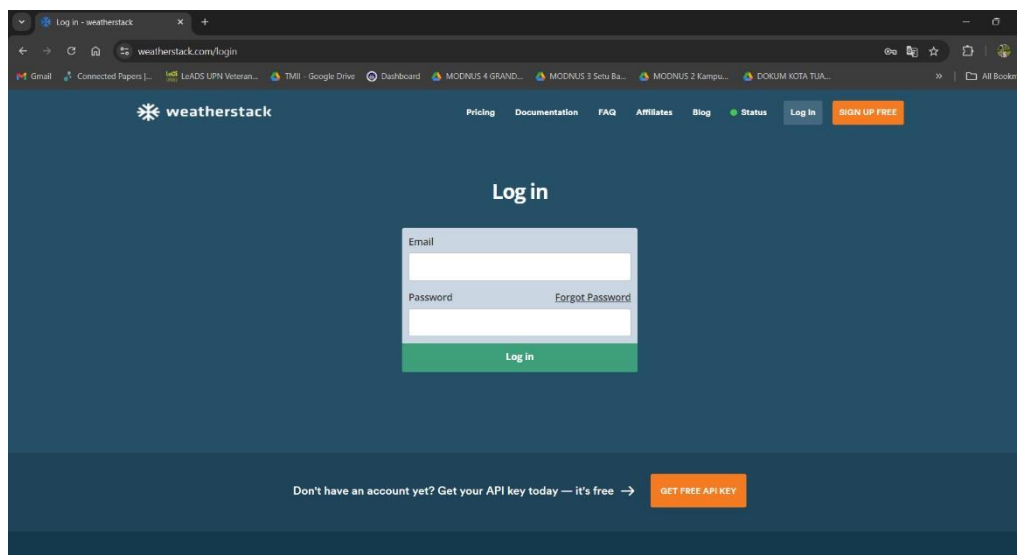 Log in - weatherstack
weatherstack.com/login
Gmail Connected Papers |... LeADS UPN Veteran... TMII - Google Drive Dashboard MODNUS 4 GRAND... MODNUS 3 Setu Ba... MODNUS 2 Kampu... DOKUM KOTA TUA... » All Bookm
weatherstack Pricing Documentation FAQ Affiliates Blog Status Log In SIGN UP FREE
Log in
Email
Password Forgot Password
Log in
Don't have an account yet? Get your API key today — it's free → GET FREE API KEY